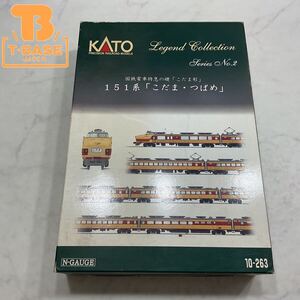 T-BASE
JAPAN
KATO
PRECISION RAILROAD MODELS
Legend Collection
Series No.2
国鉄電車特急の礎「こだま形」
151系「こだま・つばめ」
N-GAUGE
10-263